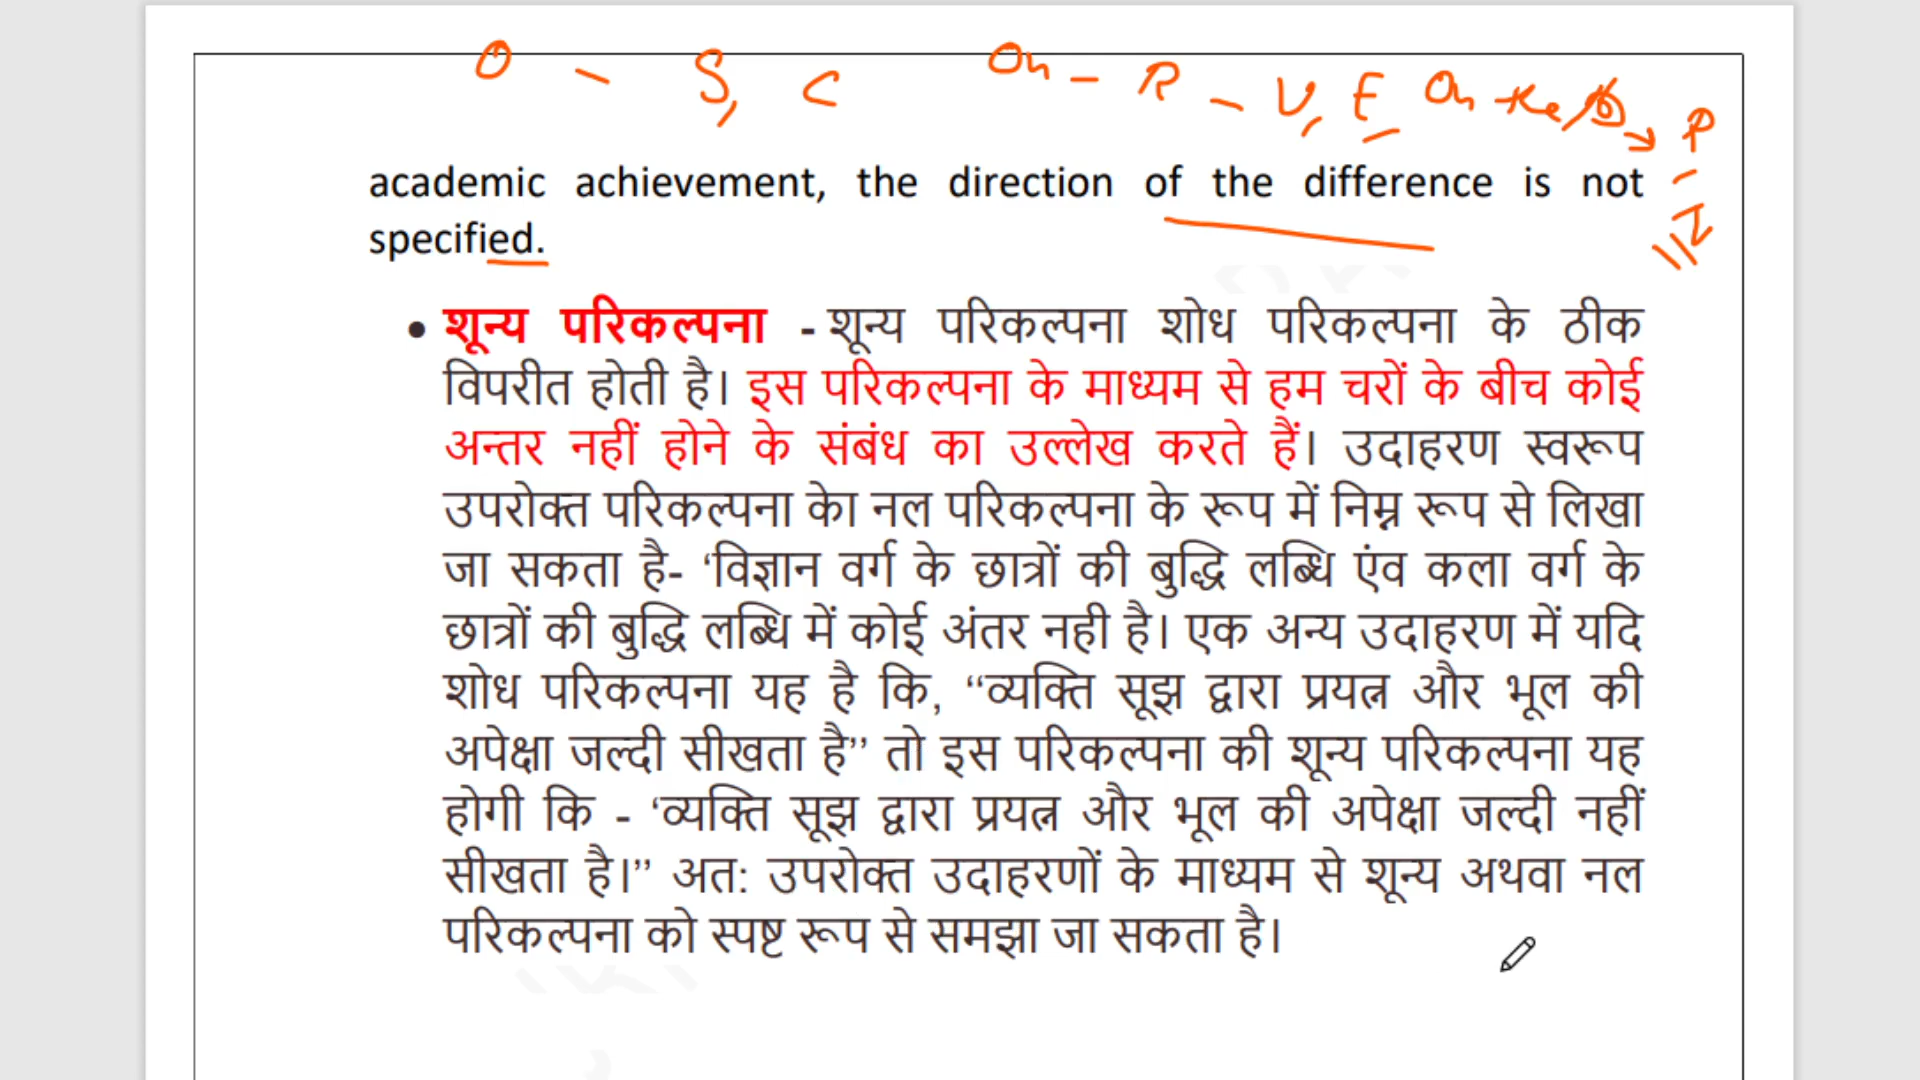 O - S, C On - R - U, E On
P
academic achievement, the direction of the difference is not
specified.
• शून्य परिकल्पना - शून्य परिकल्पना शोध परिकल्पना के ठीक
विपरीत होती है। इस परिकल्पना के माध्यम से हम चरों के बीच कोई
अन्तर नहीं होने के संबंध का उल्लेख करते हैं। उदाहरण स्वरूप
उपरोक्त परिकल्पना केा नल परिकल्पना के रूप में निम्न रूप से लिखा
जा सकता है- ‘विज्ञान वर्ग के छात्रों की बुद्धि लब्धि एंव कला वर्ग के
छात्रों की बुद्धि लब्धि में कोई अंतर नही है। एक अन्य उदाहरण में यदि
शोध परिकल्पना यह है कि, ‘‘व्यक्ति सूझ द्वारा प्रयत्न और भूल की
अपेक्षा जल्दी सीखता है’’ तो इस परिकल्पना की शून्य परिकल्पना यह
होगी कि - ‘व्यक्ति सूझ द्वारा प्रयत्न और भूल की अपेक्षा जल्दी नहीं
सीखता है।’’ अत: उपरोक्त उदाहरणों के माध्यम से शून्य अथवा नल
परिकल्पना को स्पष्ट रूप से समझा जा सकता है।